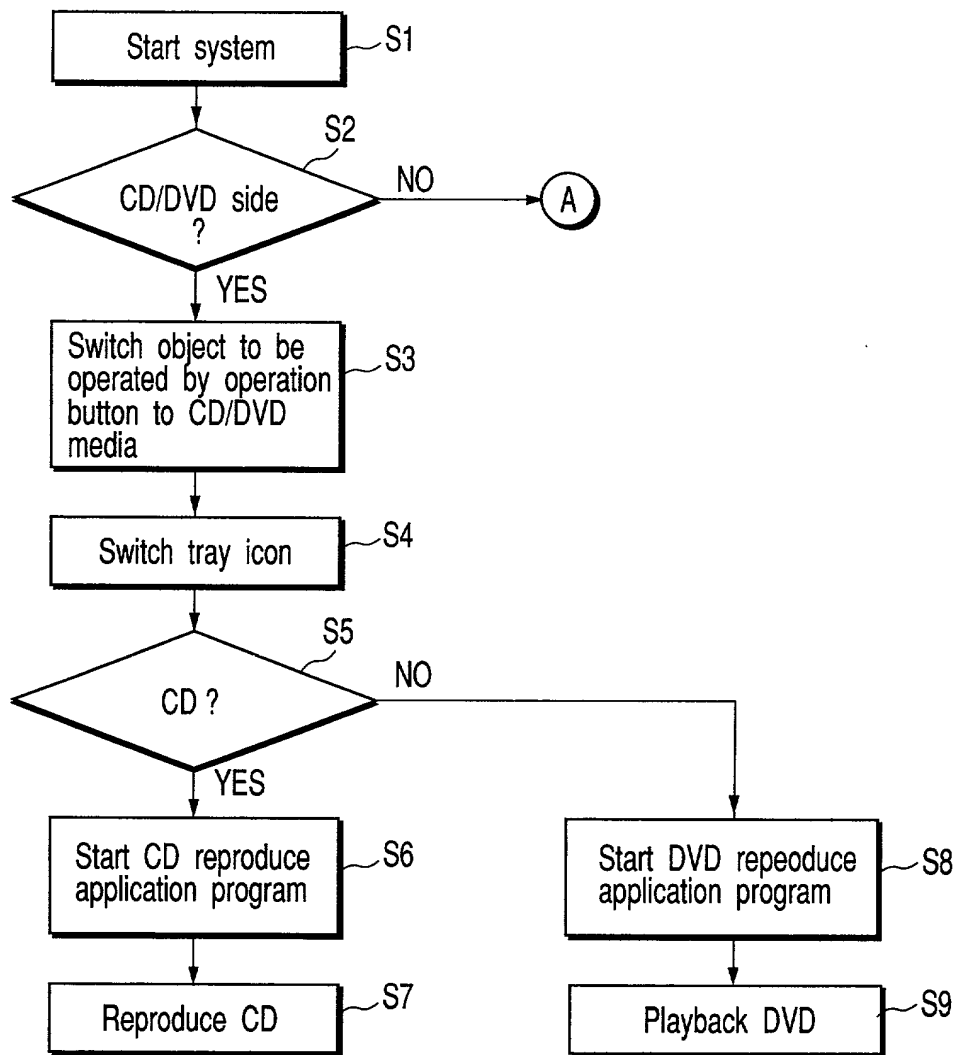 Start system
S1
S2
CD/DVD side
?
NO
A
YES
Switch object to be
operated by operation
button to CD/DVD
media
S3
Switch tray icon
S4
S5
CD ?
NO
YES
Start CD reproduce
application program
S6
Start DVD repeoduce
application program
S8
Reproduce CD
S7
Playback DVD
S9